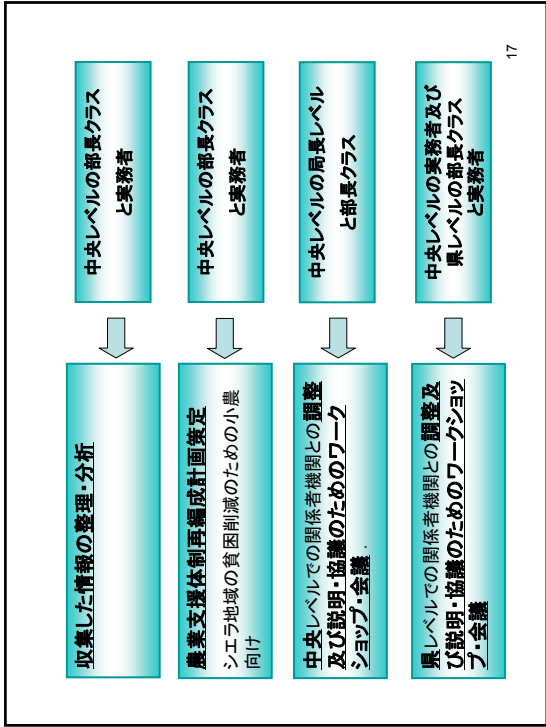 収集した情報の整理・分析
中央レベルの部長クラス
と実務者
農業支援体制再編成計画策定
シエラ地域の貧困削減のための小農
向け
中央レベルの部長クラス
と実務者
中央レベルでの関係者機関との調整
及び説明・協議のためのワーク
ショップ・会議.
中央レベルの局長レベル
と部長クラス
県レベルでの関係者機関との調整及
び説明・協議のためのワークショッ
プ・会議
中央レベルの実務者及び
県レベルの部長クラス
と実務者
17